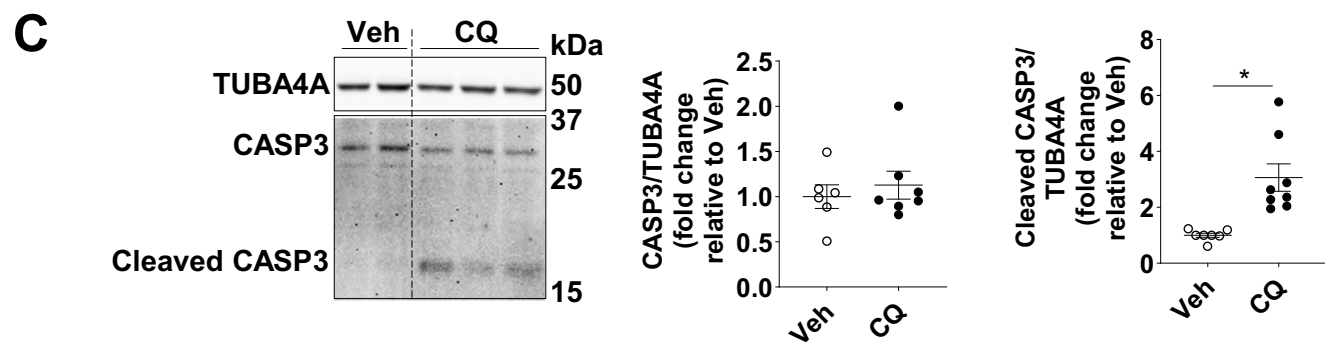 C
Veh CQ
kDa
TUBA4A 50
37
CASP3
25
Cleaved CASP3
15
CASP3/TUBA4A
(fold change
relative to Veh)
2.5
2.0
1.5
1.0
0.5
0.0
Veh CQ
Cleaved CASP3/
TUBA4A
(fold change
relative to Veh)
8
6
4
2
0
*
Veh CQ